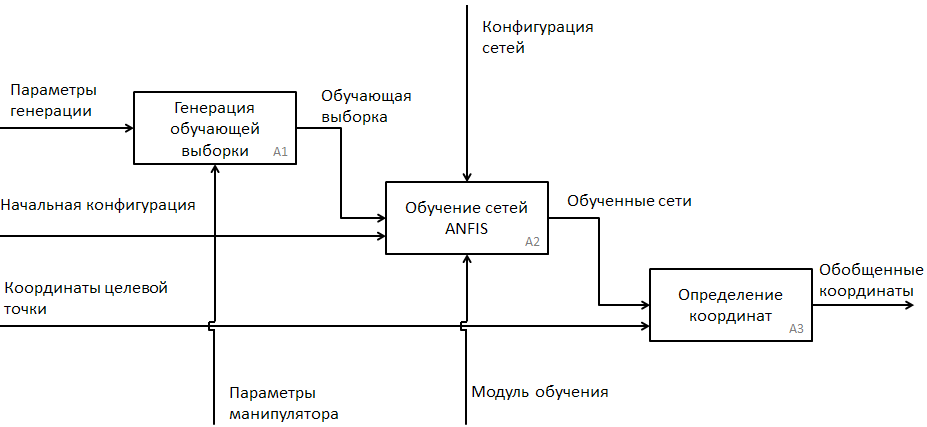 Конфигурация
сетей
Параметры
генерации
Генерация
обучающей
выборки
A1
Обучающая
выборка
Начальная конфигурация
Обучение сетей
ANFIS
A2
Обученные сети
Координаты целевой
точки
Определение
координат
A3
Обобщенные
координаты
Параметры
манипулятора
Модуль обучения